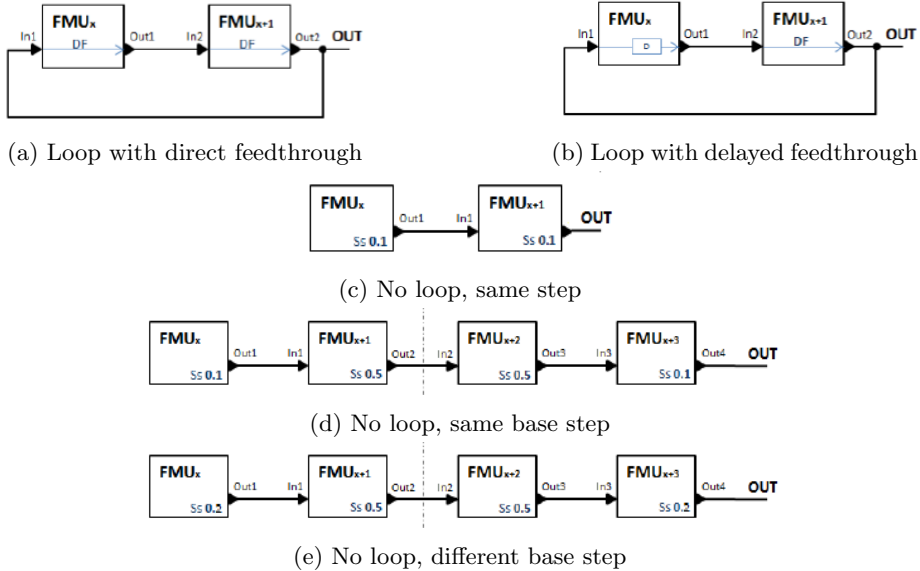 FMUx FMUx+1
In1 DF Out1 In2 DF Out2 OUT
(a) Loop with direct feedthrough
FMUx FMUx+1
In1 D Out1 In2 DF Out2 OUT
(b) Loop with delayed feedthrough
FMUx FMUx+1
Out1 In1 OUT
Ss 0.1 Ss 0.1
(c) No loop, same step
FMUx FMUx+1 FMUx+2 FMUx+3
Out1 In1 Out2 In2 Out3 In3 Out4 OUT
Ss 0.1 Ss 0.5 Ss 0.5 Ss 0.1
(d) No loop, same base step
FMUx FMUx+1 FMUx+2 FMUx+3
Out1 In1 Out2 In2 Out3 In3 Out4 OUT
Ss 0.2 Ss 0.5 Ss 0.5 Ss 0.2
(e) No loop, different base step